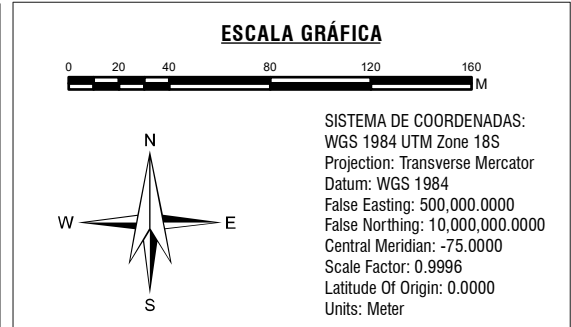 ESCALA GRÁFICA
0 20 40 80 120 160
M
N
W E
S
SISTEMA DE COORDENADAS:
WGS 1984 UTM Zone 18S
Projection: Transverse Mercator
Datum: WGS 1984
False Easting: 500,000.0000
False Northing: 10,000,000.0000
Central Meridian: -75.0000
Scale Factor: 0.9996
Latitude Of Origin: 0.0000
Units: Meter